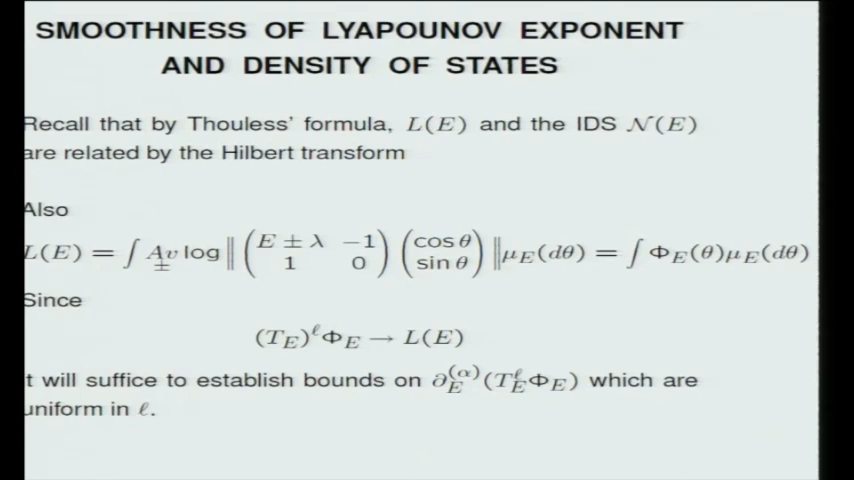 SMOOTHNESS OF LYAPOUNOV EXPONENT
AND DENSITY OF STATES
Recall that by Thouless' formula, L(E) and the IDS 𝒩(E)
are related by the Hilbert transform
Also
L(E) = ∫ Av_± log ‖ (E ± λ −1 ; 1 0) (cos θ ; sin θ) ‖ μ_E(dθ) = ∫ Φ_E(θ)μ_E(dθ)
Since
(T_E)^ℓ Φ_E → L(E)
t will suffice to establish bounds on ∂_E^(α)(T_E^ℓ Φ_E) which are
uniform in ℓ.